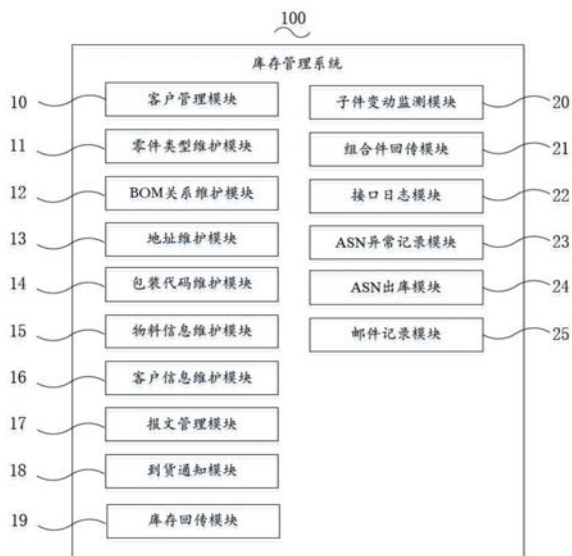 100
库存管理系统
10 客户管理模块
11 零件类型维护模块
12 BOM关系维护模块
13 地址维护模块
14 包装代码维护模块
15 物料信息维护模块
16 客户信息维护模块
17 报文管理模块
18 到货通知模块
19 库存回传模块
子件变动监测模块 20
组合件回传模块 21
接口日志模块 22
ASN异常记录模块 23
ASN出库模块 24
邮件记录模块 25